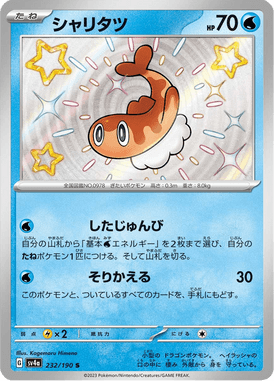 たね
シャリタツ
HP70
全国図鑑NO.0978 ぎたいポケモン 高さ:0.3m 重さ:8.0kg
したじゅんび
自分の山札から「基本水エネルギー」を2枚まで選び、自分の
たねポケモン1匹につける。そして山札を切る。
そりかえる 30
このポケモンと、ついているすべてのカードを、手札にもどす。
弱点 ×2 抵抗力 にげる
Illus. Kagemaru Himeno
小型の ドラゴンポケモン。ヘイラッシャの
SV4a 232/190 S
©2023 Pokémon/Nintendo/Creatures/GAME FREAK.